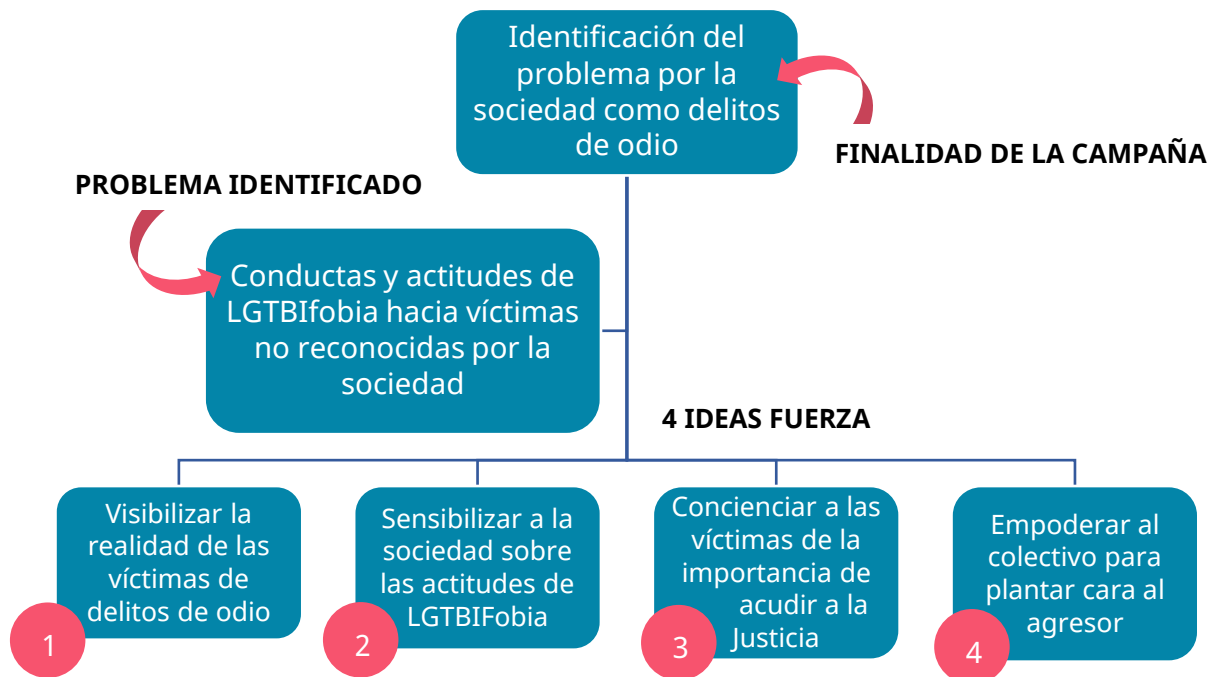 Identificación del
problema por la
sociedad como delitos
de odio
FINALIDAD DE LA CAMPAÑA
PROBLEMA IDENTIFICADO
Conductas y actitudes de
LGTBIfobia hacia víctimas
no reconocidas por la
sociedad
4 IDEAS FUERZA
Visibilizar la
realidad de las
víctimas de
delitos de odio
1
Sensibilizar a la
sociedad sobre
las actitudes de
LGTBIFobia
2
Concienciar a las
víctimas de la
importancia de
acudir a la
Justicia
3
Empoderar al
colectivo para
plantar cara al
agresor
4